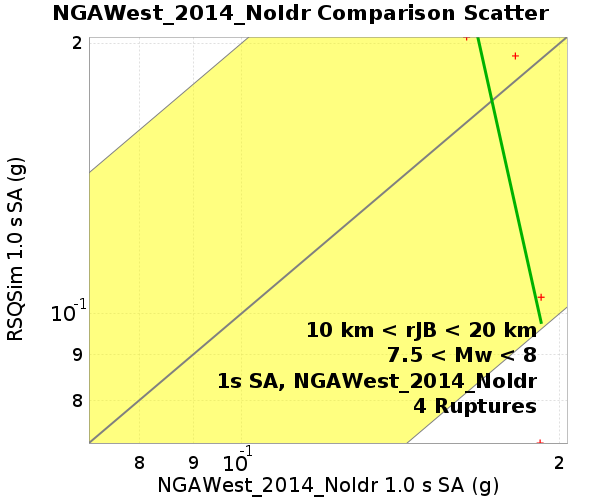 NGAWest_2014_NoIdr Comparison Scatter
2
10-1
9
8
RSQSim 1.0 s SA (g)
10 km < rJB < 20 km
7.5 < Mw < 8
1s SA, NGAWest_2014_NoIdr
4 Ruptures
8 9 10-1 2
NGAWest_2014_NoIdr 1.0 s SA (g)